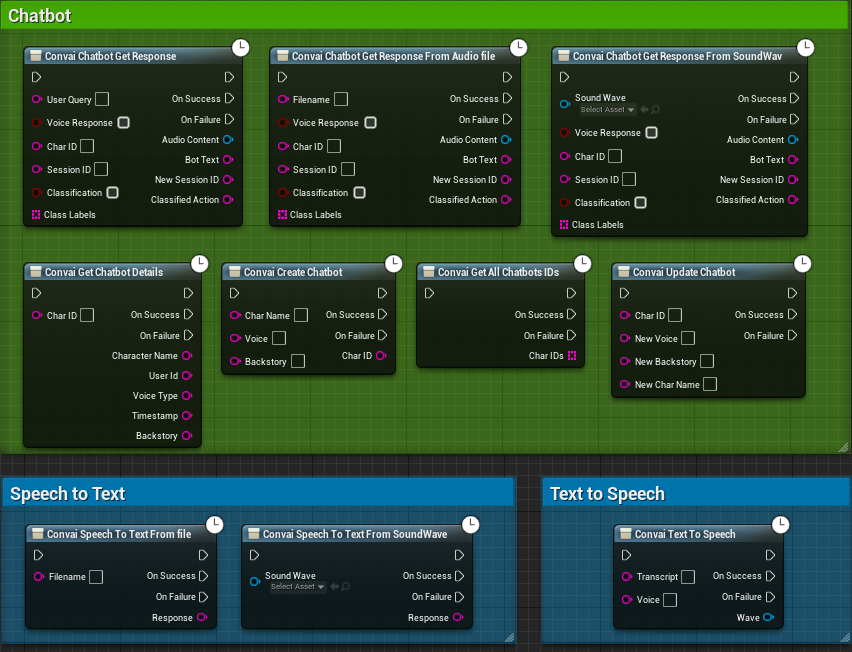 Chatbot
Convai Chatbot Get Response
User Query
On Success
Voice Response
On Failure
Char ID
Audio Content
Session ID
Bot Text
Classification
New Session ID
Class Labels
Classified Action
Convai Chatbot Get Response From Audio file
Filename
On Success
Voice Response
On Failure
Char ID
Audio Content
Session ID
Bot Text
Classification
New Session ID
Class Labels
Classified Action
Convai Chatbot Get Response From SoundWav
Sound Wave
Select Asset
On Success
Voice Response
On Failure
Char ID
Audio Content
Session ID
Bot Text
Classification
New Session ID
Class Labels
Classified Action
Convai Get Chatbot Details
Char ID
On Success
On Failure
Character Name
User Id
Voice Type
Timestamp
Backstory
Convai Create Chatbot
Char Name
On Success
Voice
On Failure
Backstory
Char ID
Convai Get All Chatbots IDs
On Success
On Failure
Char IDs
Convai Update Chatbot
Char ID
On Success
New Voice
On Failure
New Backstory
New Char Name
Speech to Text
Convai Speech To Text From file
Filename
On Success
On Failure
Response
Convai Speech To Text From SoundWave
Sound Wave
Select Asset
On Success
On Failure
Response
Text to Speech
Convai Text To Speech
Transcript
On Success
Voice
On Failure
Wave